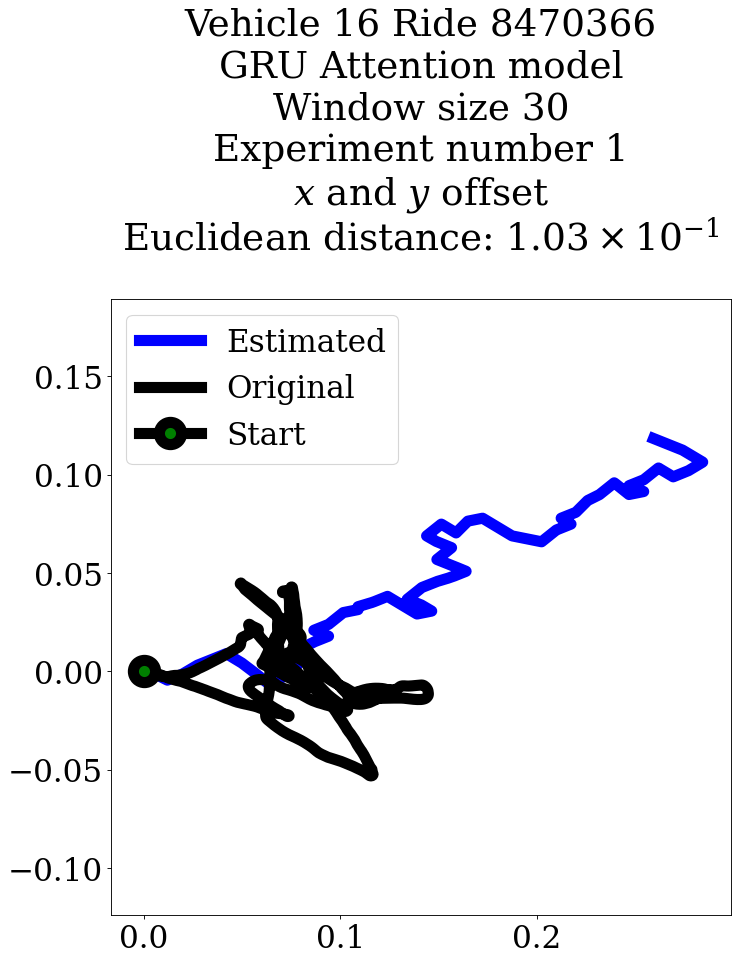 Vehicle 16 Ride 8470366
GRU Attention model
Window size 30
Experiment number 1
x and y offset
Euclidean distance: 1.03 × 10⁻¹
Estimated
Original
Start
0.15
0.10
0.05
0.00
−0.05
−0.10
0.0 0.1 0.2